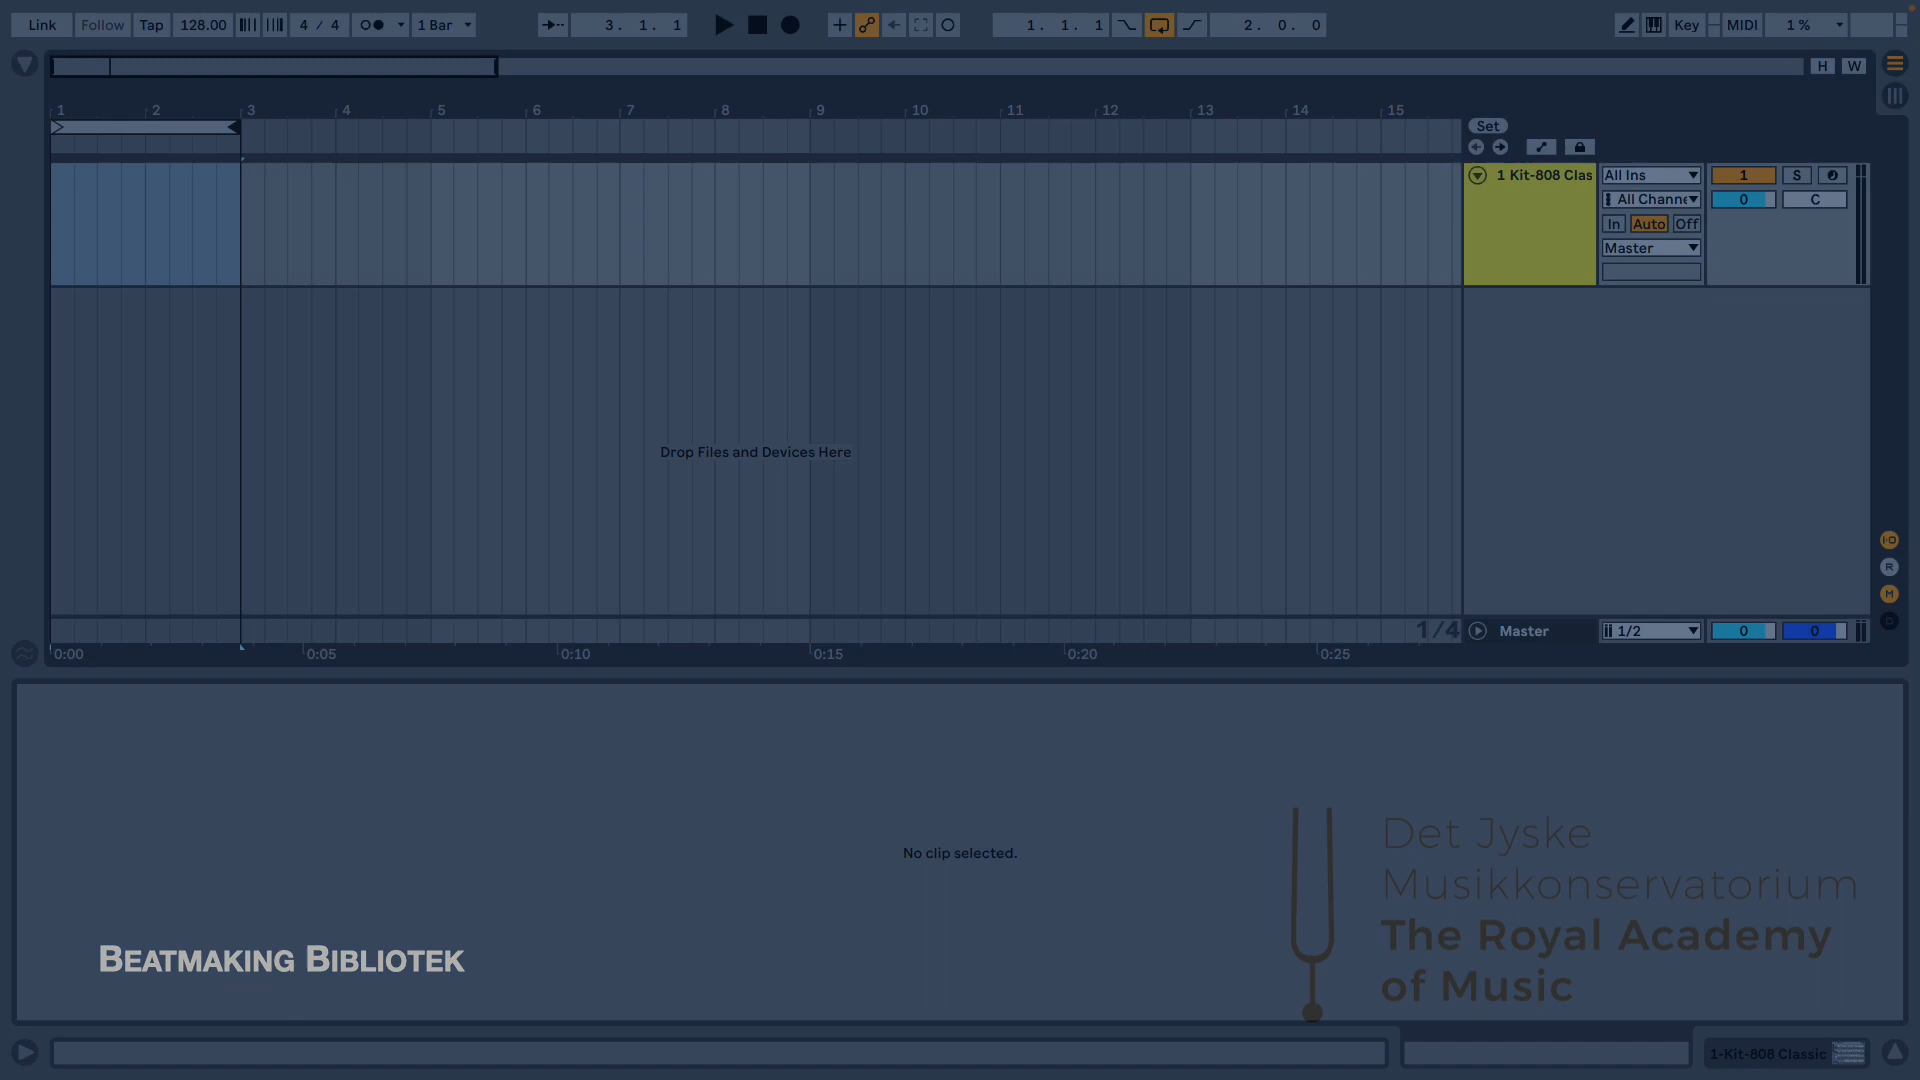 Link Follow Tap 128.00 4 / 4 1 Bar 3. 1. 1 1. 1. 1 2. 0. 0 Key MIDI 1 %
H W
1 2 3 4 5 6 7 8 9 10 11 12 13 14 15
Set
1 Kit-808 Clas All Ins 1 S
All Channe 0 C
In Auto Off
Master
Drop Files and Devices Here
I·O
R
M
D
1/4 Master 1/2 0 0
0:00 0:05 0:10 0:15 0:20 0:25
No clip selected.
Det Jyske
Musikkonservatorium
The Royal Academy
of Music
BEATMAKING BIBLIOTEK
1-Kit-808 Classic